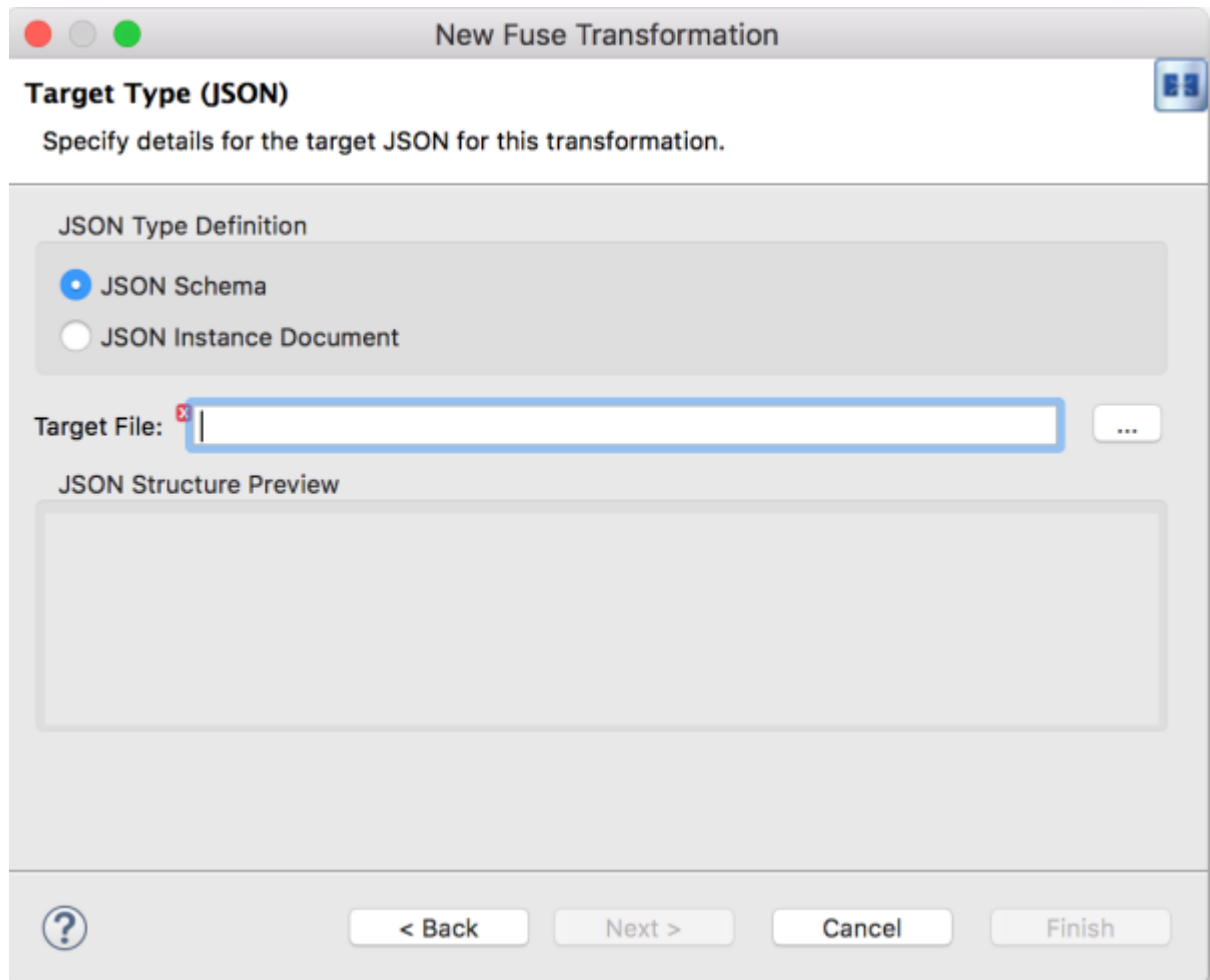 New Fuse Transformation
Target Type (JSON)
Specify details for the target JSON for this transformation.
JSON Type Definition
JSON Schema
JSON Instance Document
Target File:
...
JSON Structure Preview
?
< Back
Next >
Cancel
Finish